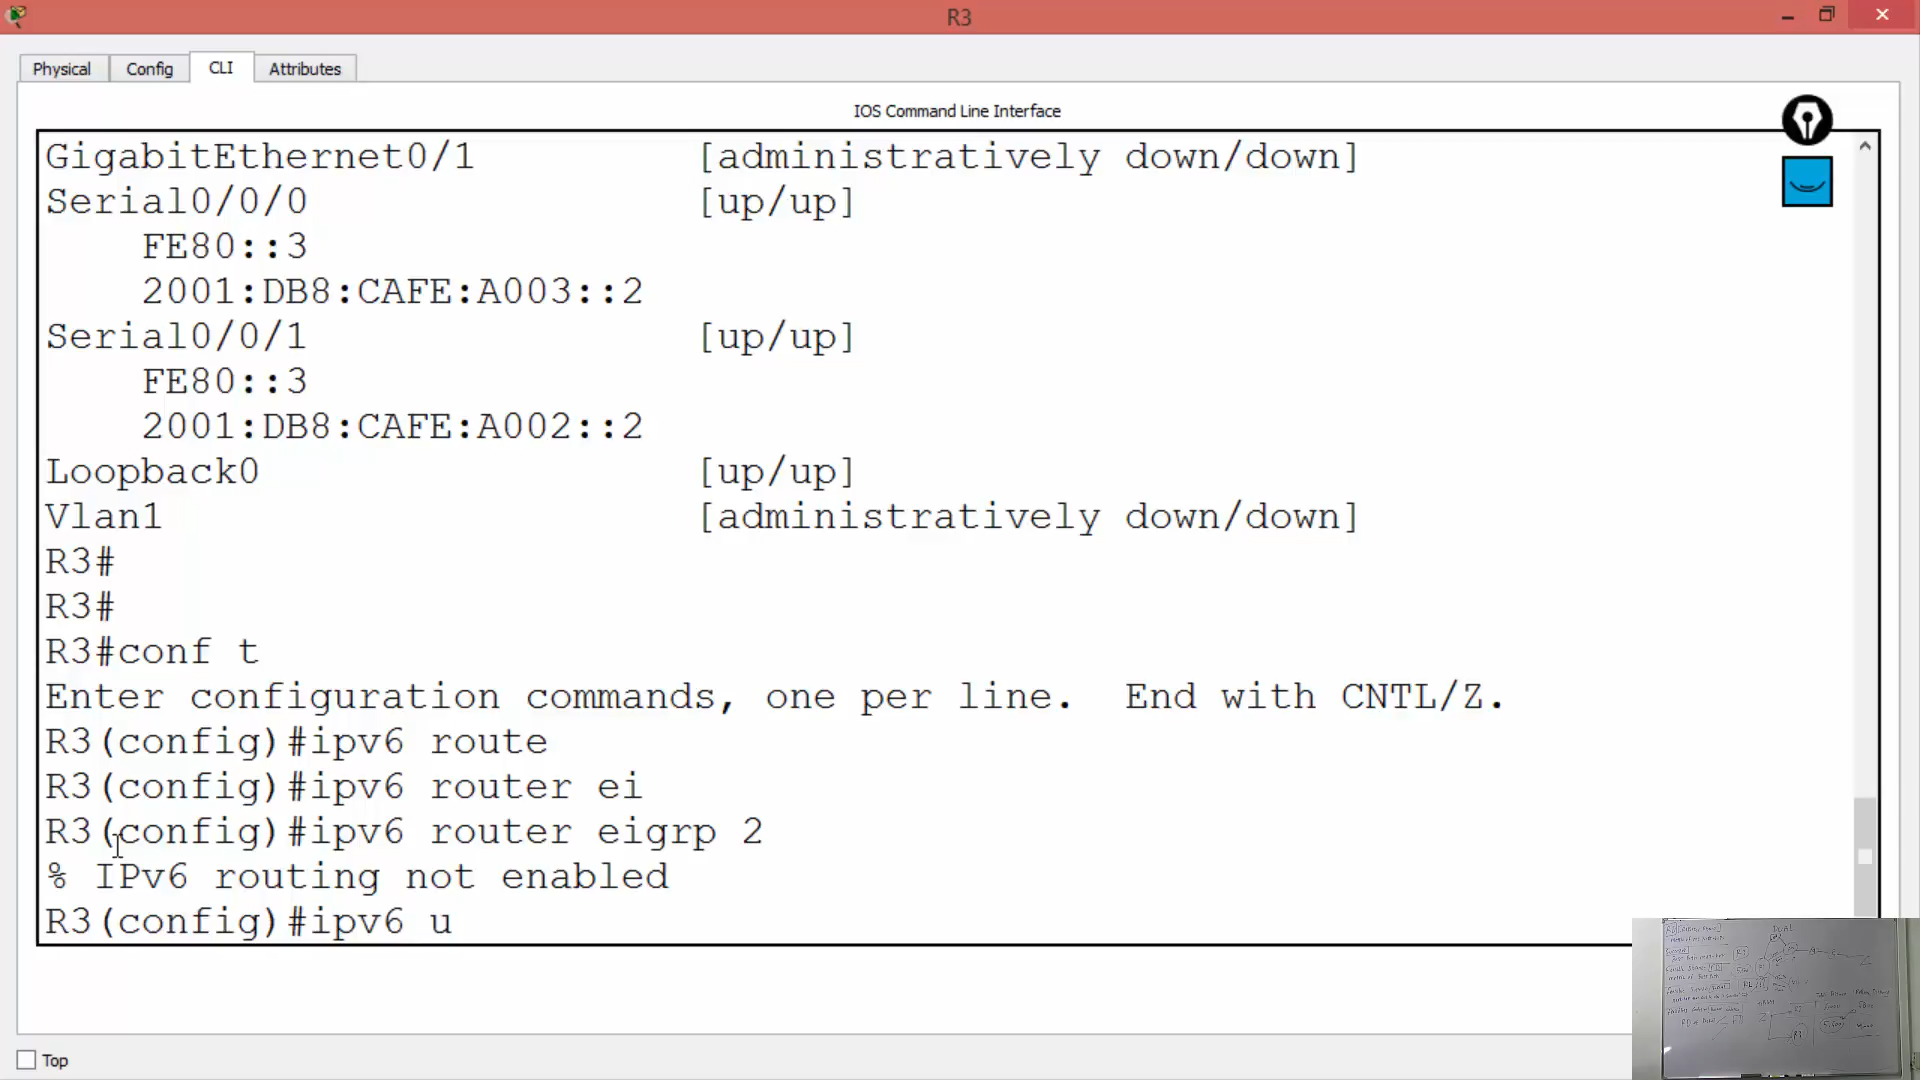 R3
Physical Config CLI Attributes
IOS Command Line Interface
GigabitEthernet0/1 [administratively down/down]
Serial0/0/0 [up/up]
FE80::3
2001:DB8:CAFE:A003::2
Serial0/0/1 [up/up]
FE80::3
2001:DB8:CAFE:A002::2
Loopback0 [up/up]
Vlan1 [administratively down/down]
R3#
R3#
R3#conf t
Enter configuration commands, one per line. End with CNTL/Z.
R3(config)#ipv6 route
R3(config)#ipv6 router ei
R3(config)#ipv6 router eigrp 2
% IPv6 routing not enabled
R3(config)#ipv6 u
DUAL
Top